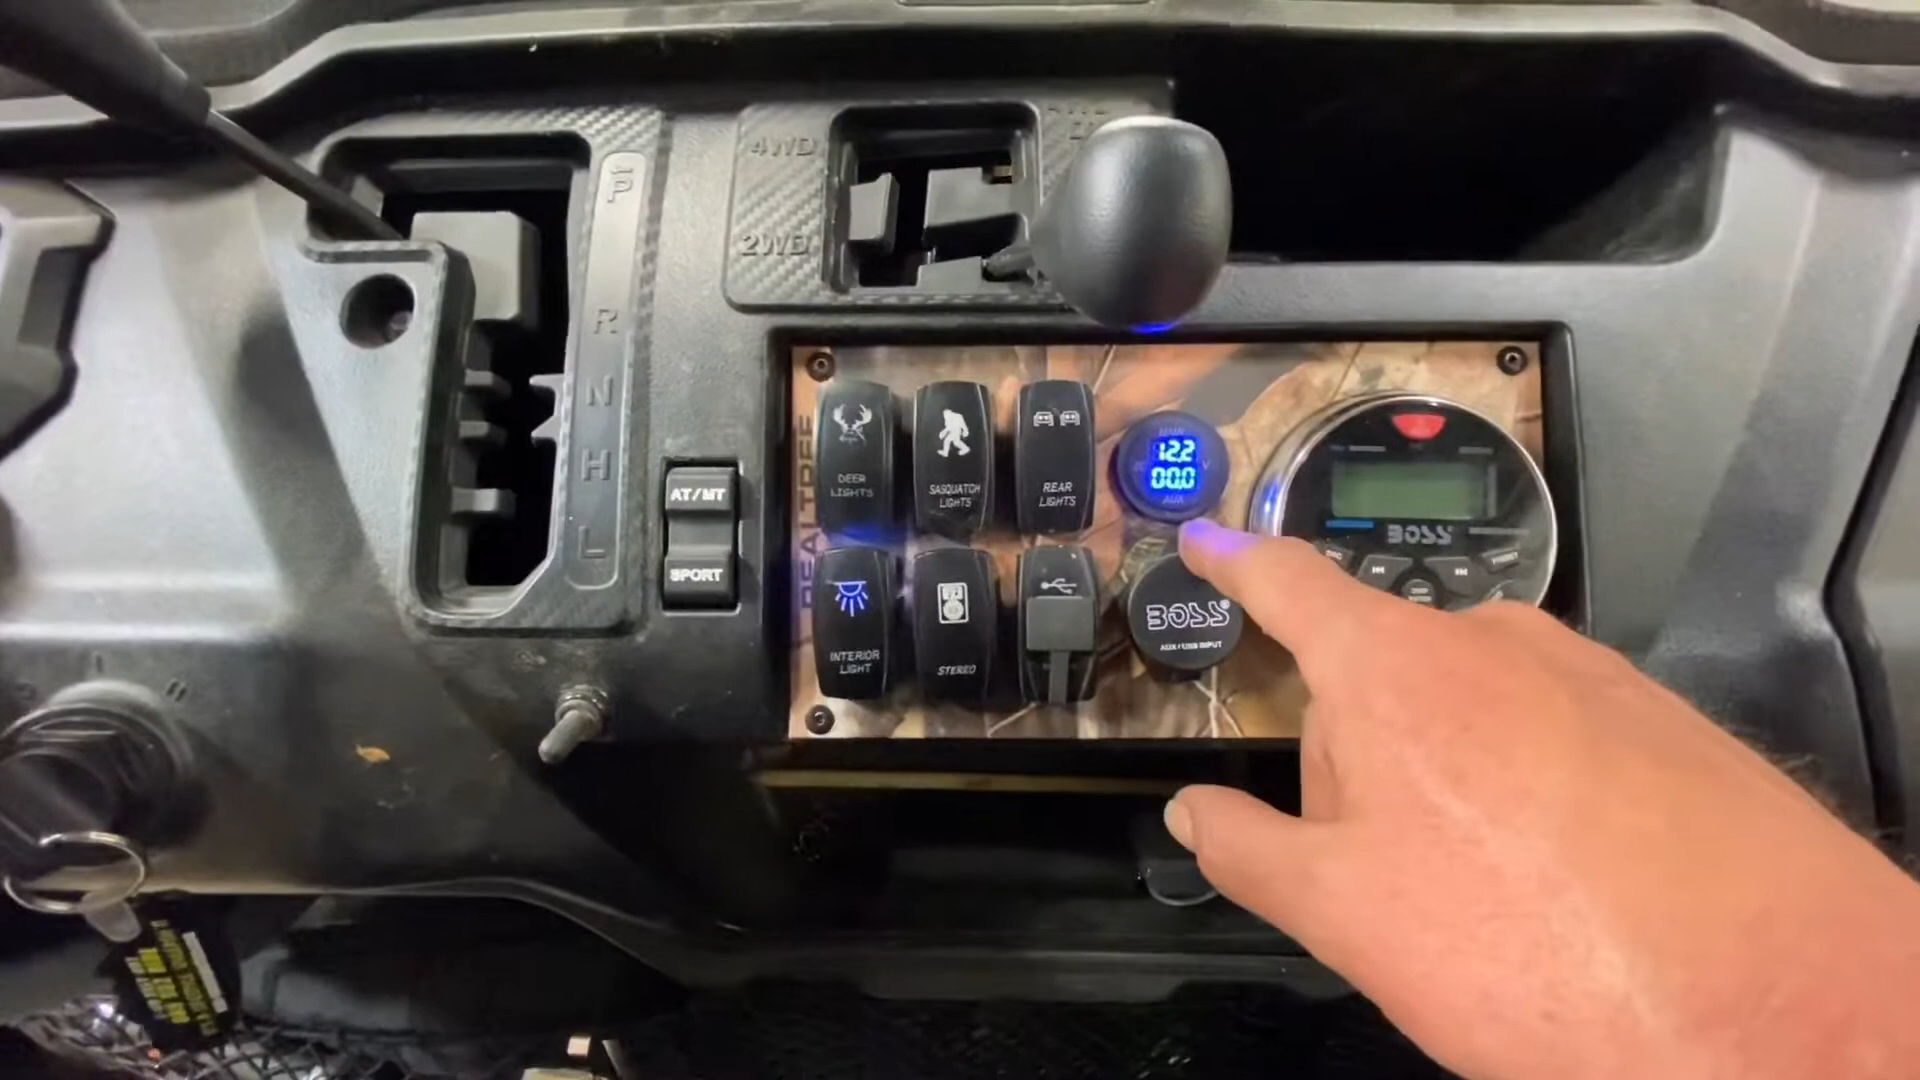 4WD
2WD
P
R
N
H
L
AT/MT
SPORT
REALTREE
DEER
LIGHTS
SASQUATCH
LIGHTS
REAR
LIGHTS
INTERIOR
LIGHT
STEREO
12.2
00.0
V
AUX
BOSS®
AUX / USB INPUT
BOSS